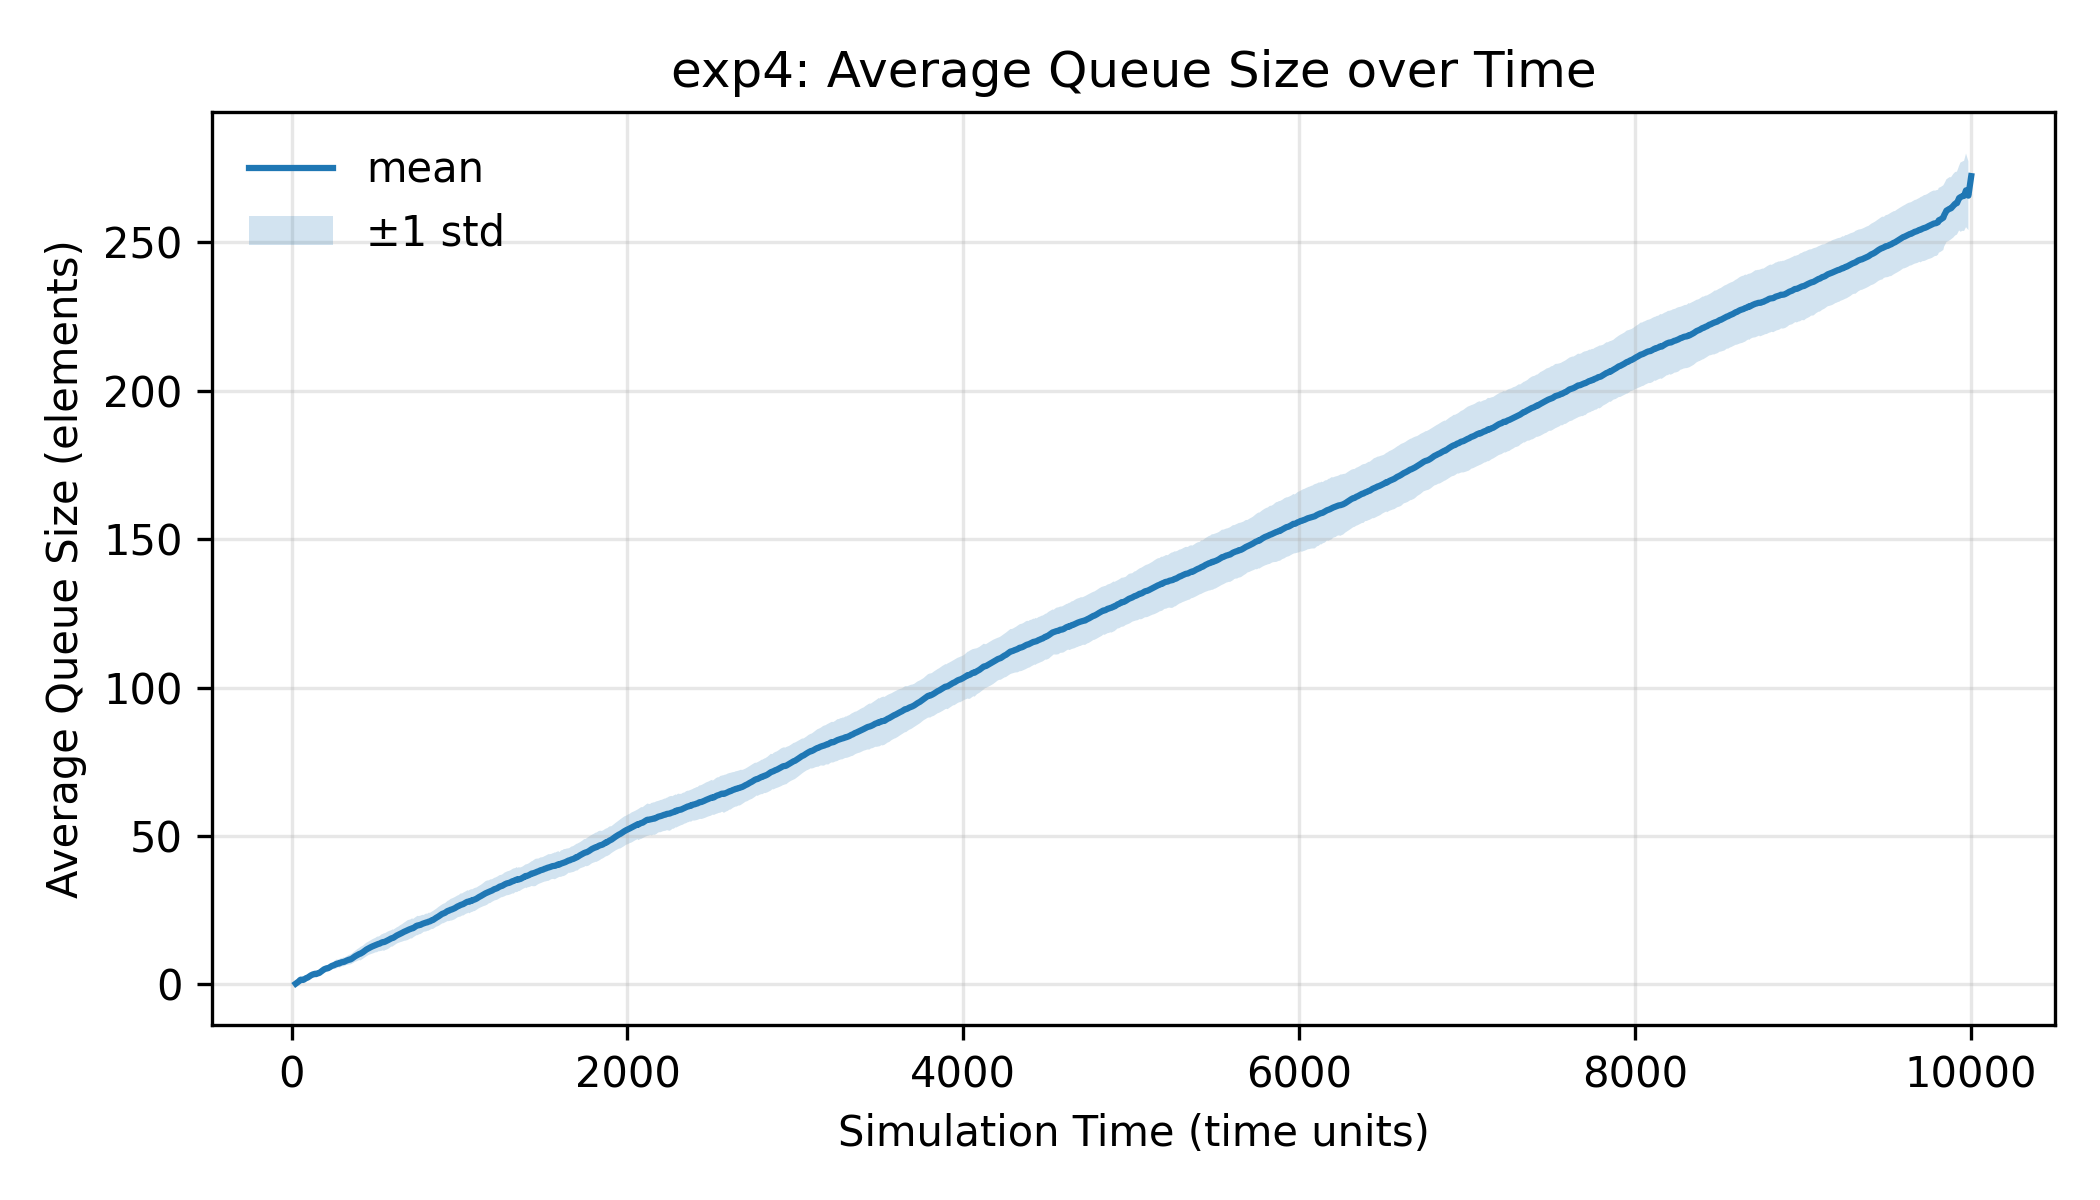 exp4: Average Queue Size over Time
mean
±1 std
Average Queue Size (elements)
250
200
150
100
50
0
0 2000 4000 6000 8000 10000
Simulation Time (time units)